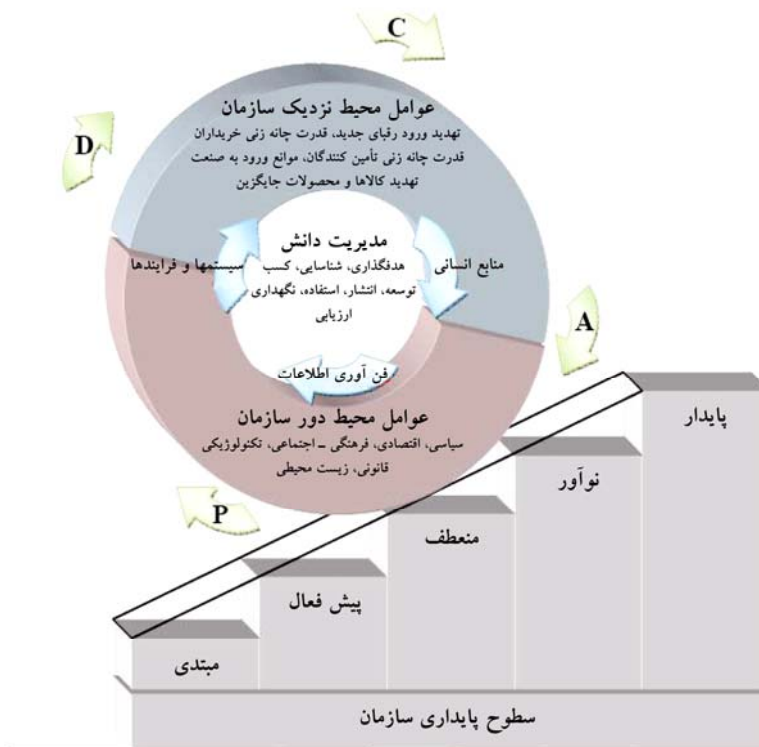 C
D
عوامل محیط نزدیک سازمان
تهدید ورود رقبای جدید، قدرت چانه زنی خریداران
قدرت چانه زنی تأمین کنندگان، موانع ورود به صنعت
تهدید کالاها و محصولات جایگزین
مدیریت دانش
هدفگذاری، شناسایی، کسب
توسعه، انتشار، استفاده، نگهداری
ارزیابی
منابع انسانی
سیستمها و فرایندها
فن آوری اطلاعات
A
عوامل محیط دور سازمان
سیاسی، اقتصادی، فرهنگی – اجتماعی، تکنولوژیکی
قانونی، زیست محیطی
P
پایدار
نوآور
منعطف
پیش فعال
مبتدی
سطوح پایداری سازمان